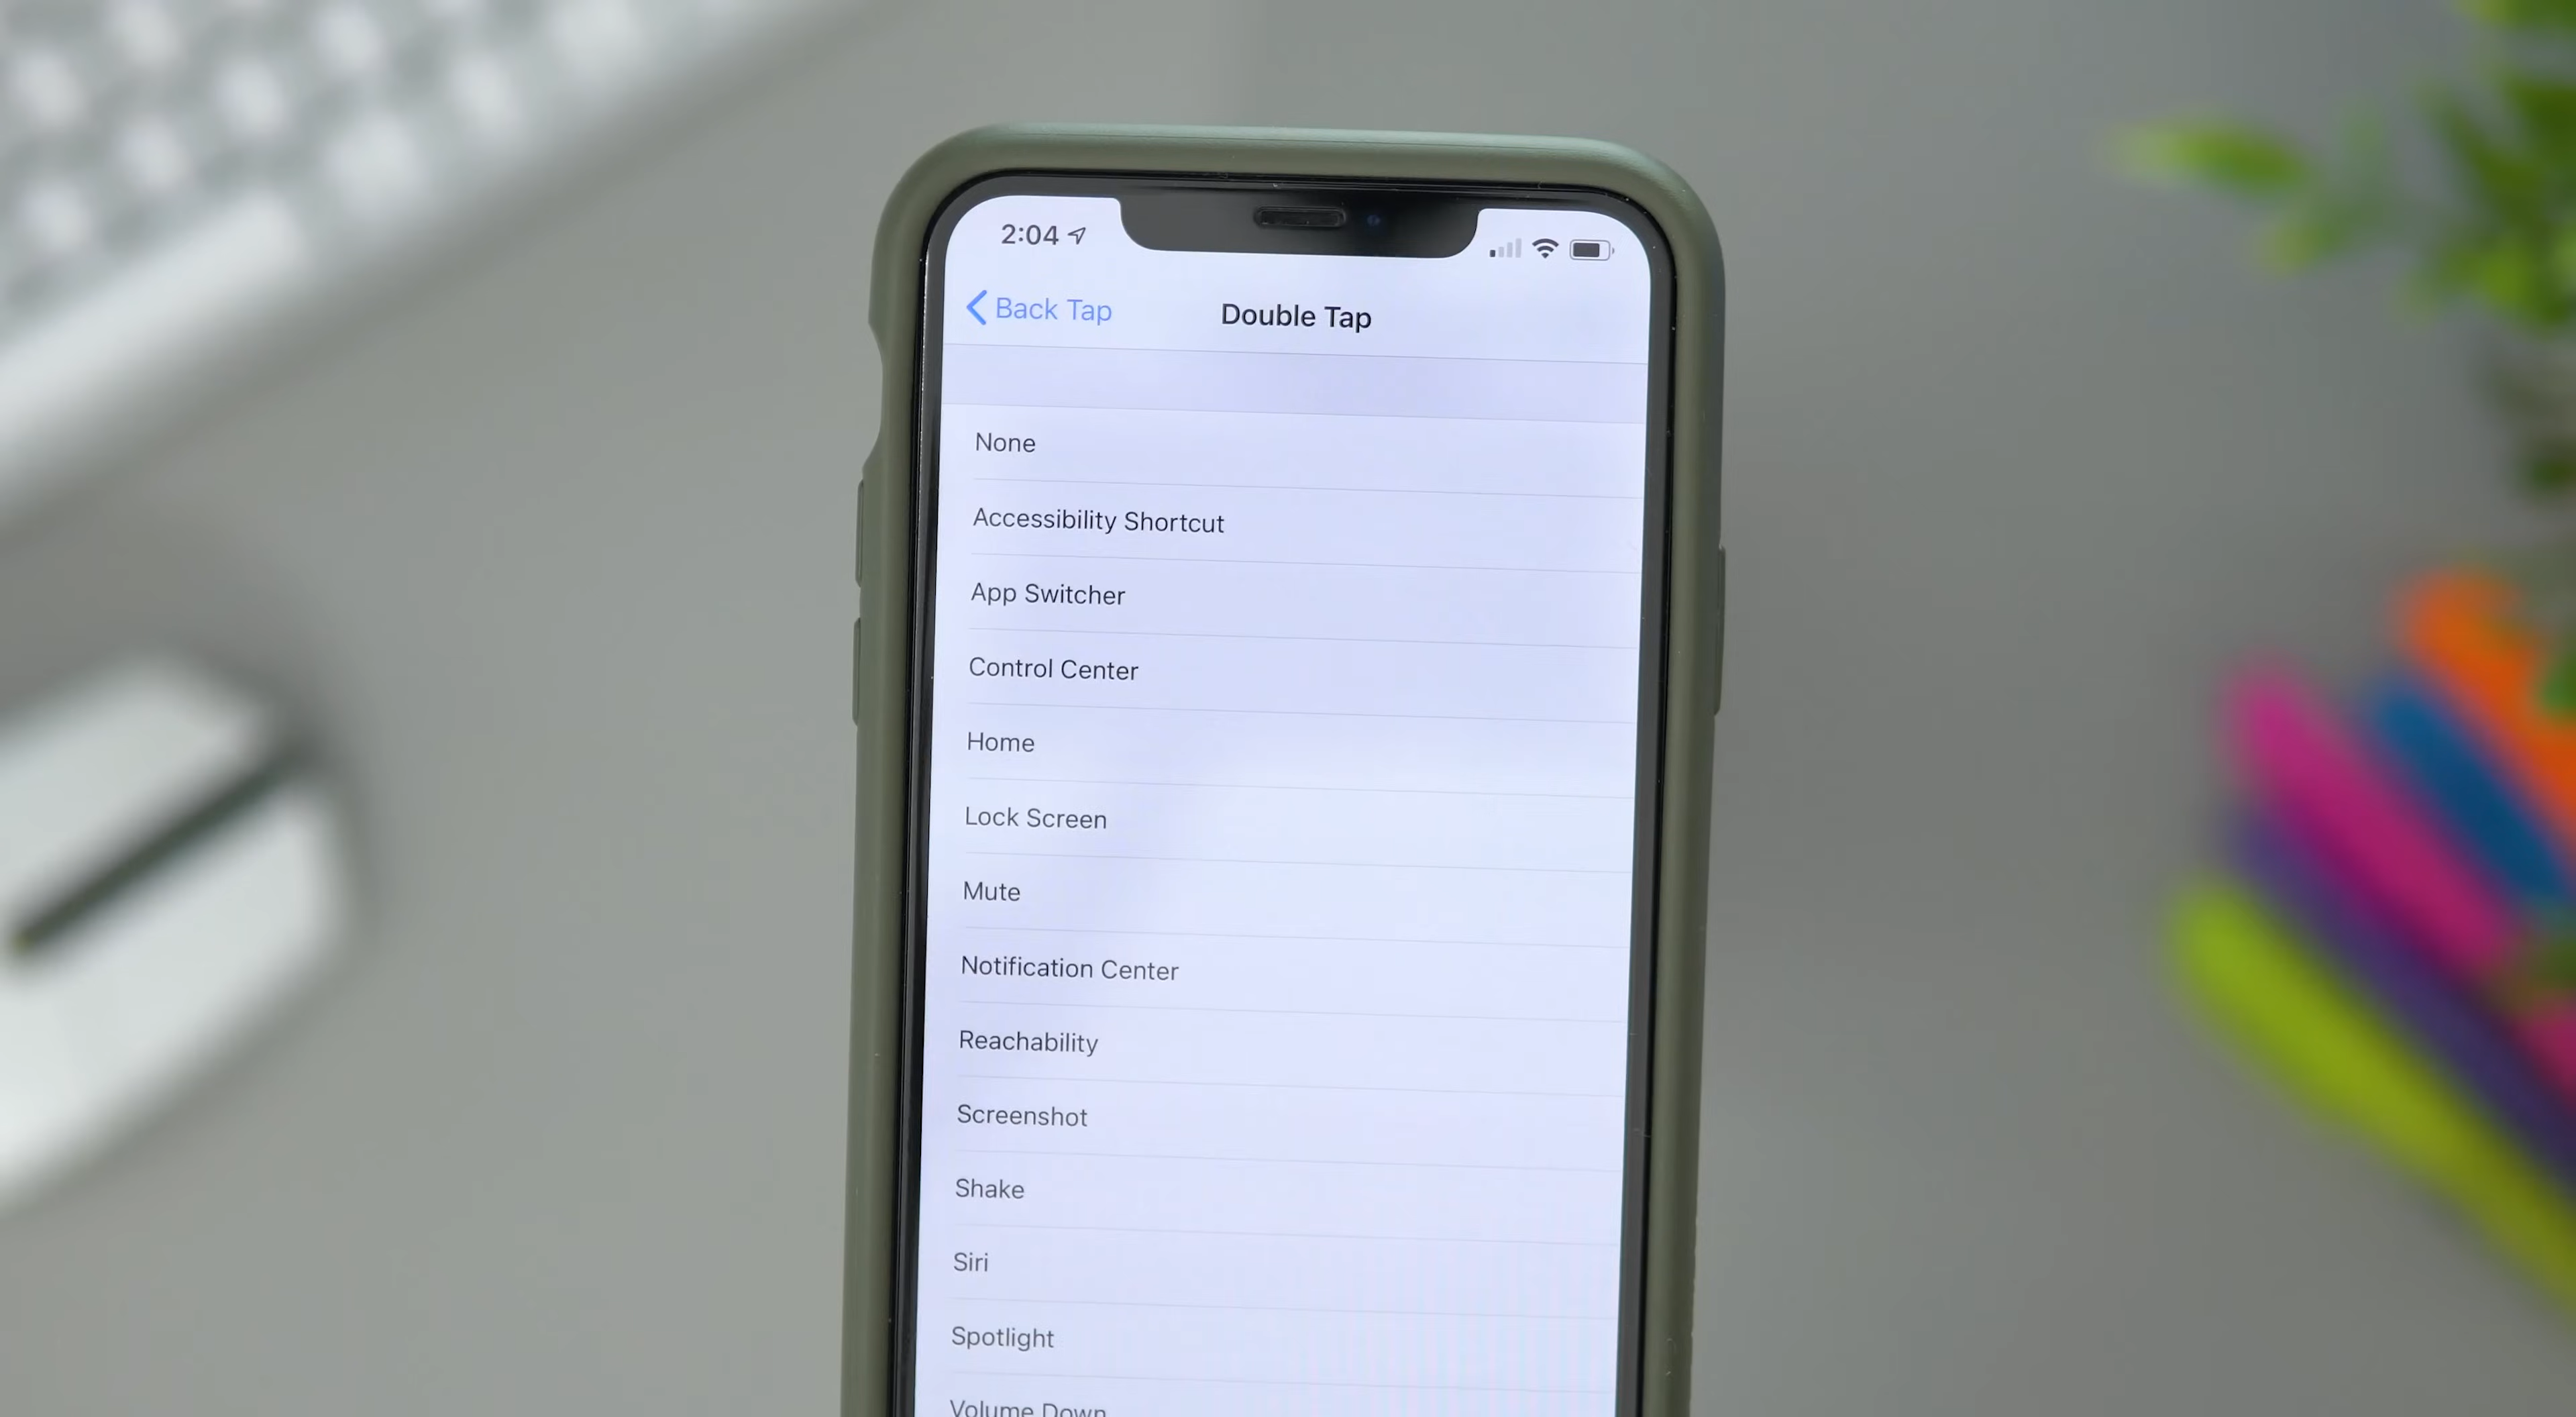 2:04
Back Tap
Double Tap
None
Accessibility Shortcut
App Switcher
Control Center
Home
Lock Screen
Mute
Notification Center
Reachability
Screenshot
Shake
Siri
Spotlight
Volume Down